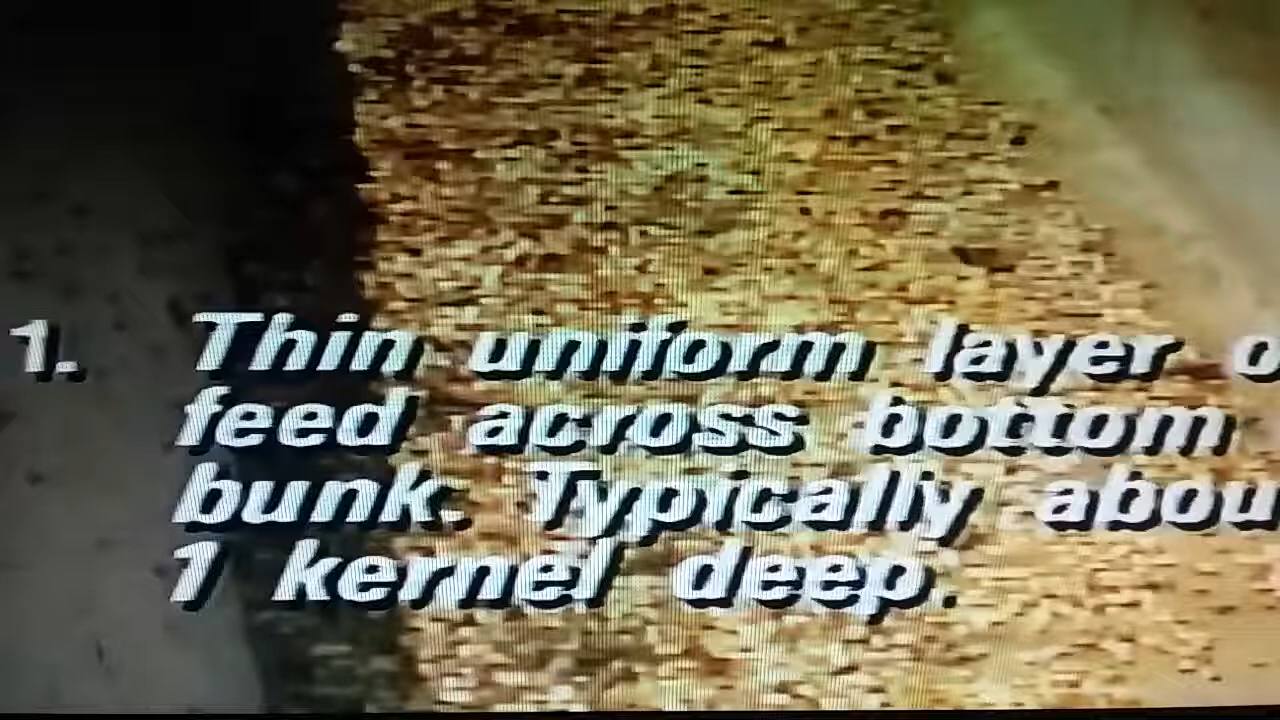 1. Thin uniform layer o
feed across bottom
bunk. Typically abou
1 kernel deep.